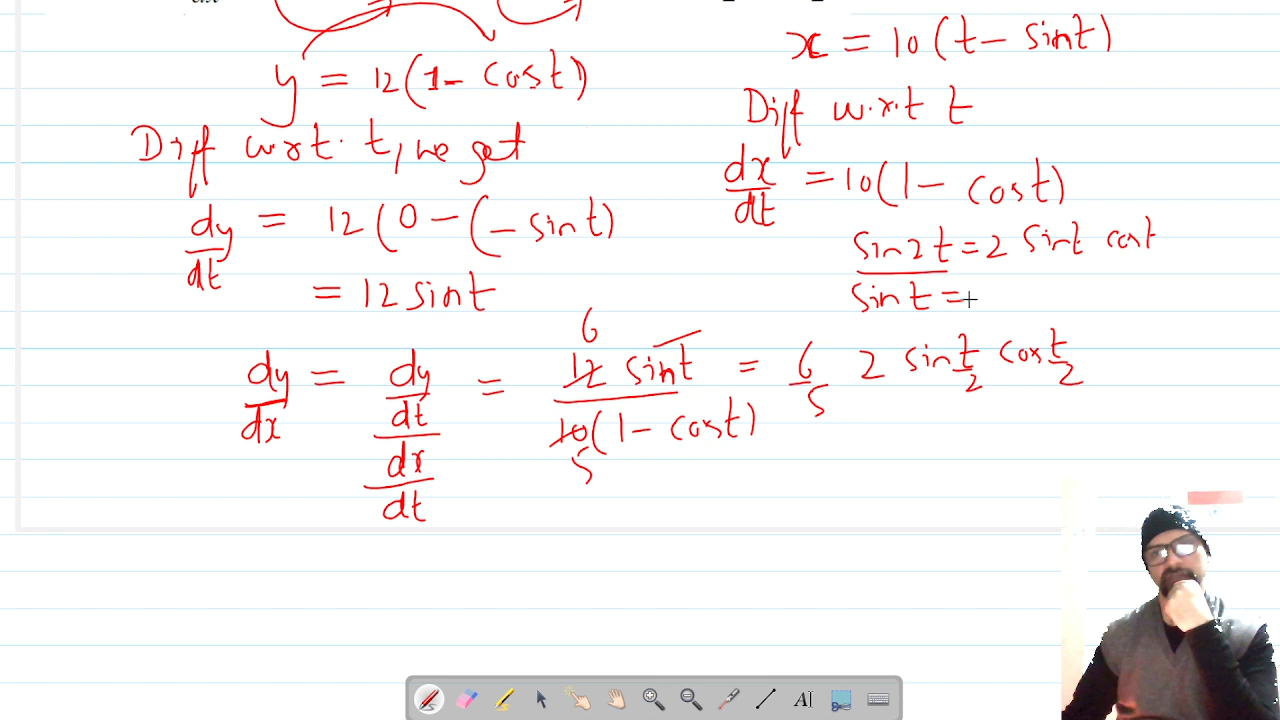 y = 12(1 - cost)
Diff w.r.t. t, we get
dy/dt = 12(0 - (- sint)
= 12 sint
x = 10(t - sint)
Diff w.r.t t
dx/dt = 10(1 - cost)
sin2t = 2 sint cost
sint =
dy/dx = dy/dt / dx/dt = 12 sint / 10(1 - cost) = 6/5 2 sin t/2 cos t/2
6
5
AI